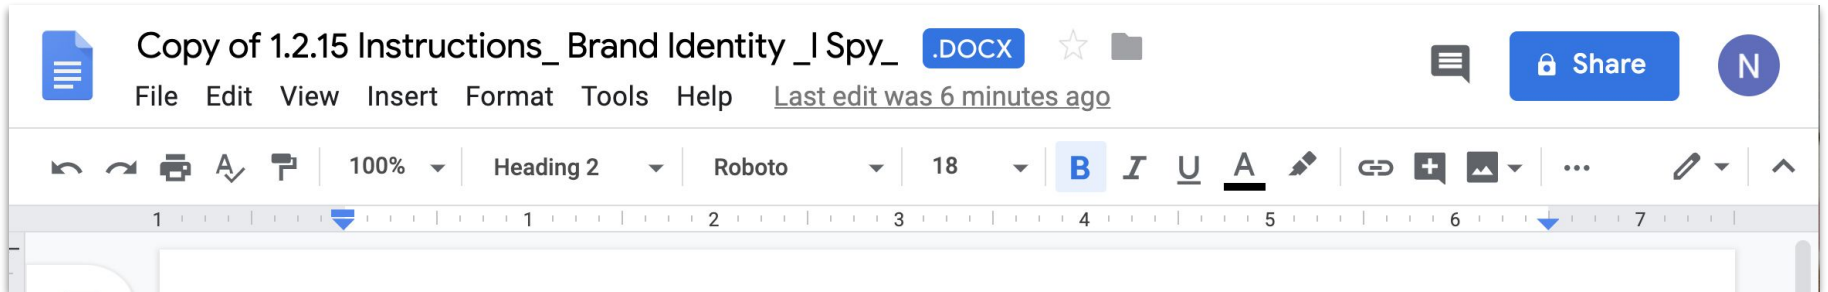 Copy of 1.2.15 Instructions_ Brand Identity _I Spy_ .DOCX
File Edit View Insert Format Tools Help Last edit was 6 minutes ago
Share
N
100% Heading 2 Roboto 18 B I U A
1 1 2 3 4 5 6 7